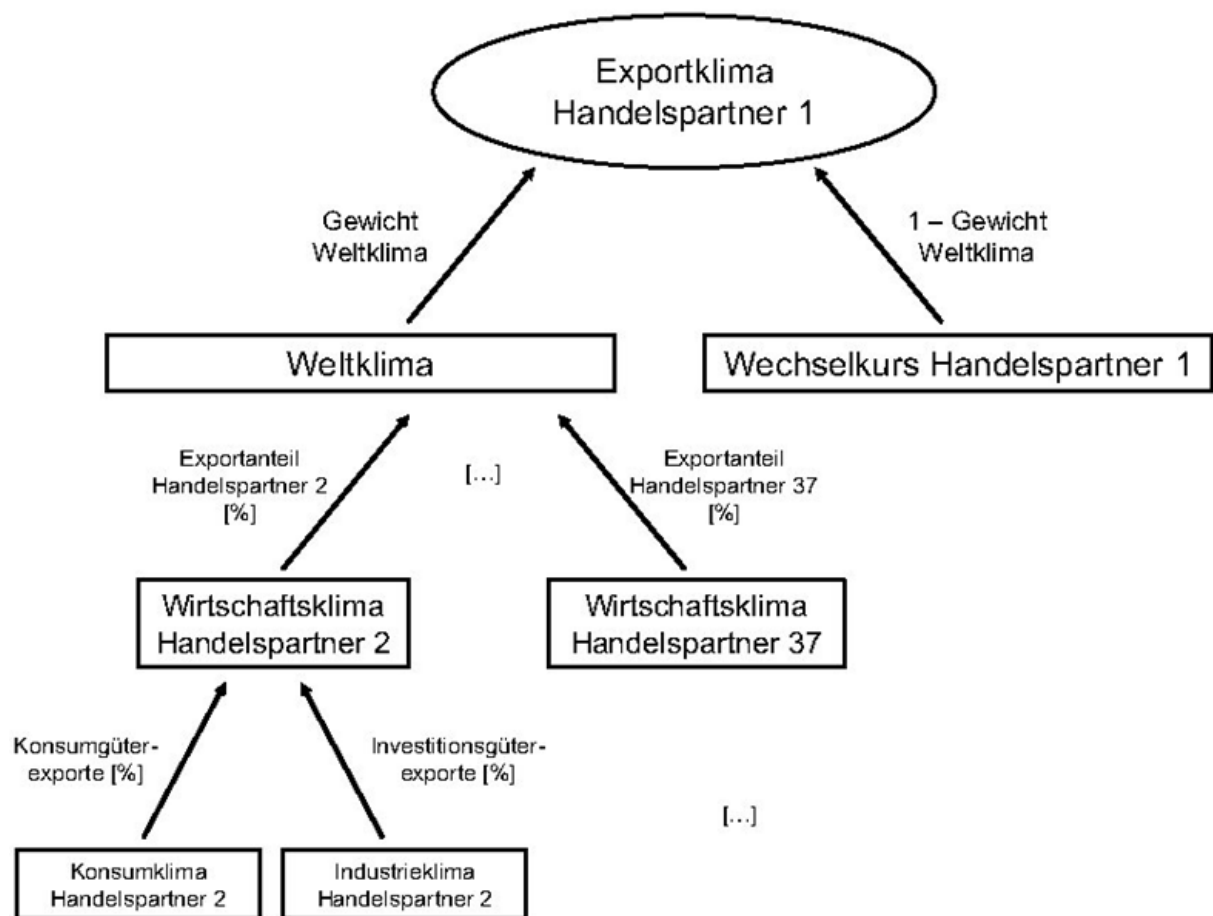 Exportklima
Handelspartner 1
Gewicht
Weltklima
1 – Gewicht
Weltklima
Weltklima
Wechselkurs Handelspartner 1
Exportanteil
Handelspartner 2
[%]
[...]
Exportanteil
Handelspartner 37
[%]
Wirtschaftsklima
Handelspartner 2
Wirtschaftsklima
Handelspartner 37
Konsumgüter-
exporte [%]
Investitionsgüter-
exporte [%]
[...]
Konsumklima
Handelspartner 2
Industrieklima
Handelspartner 2